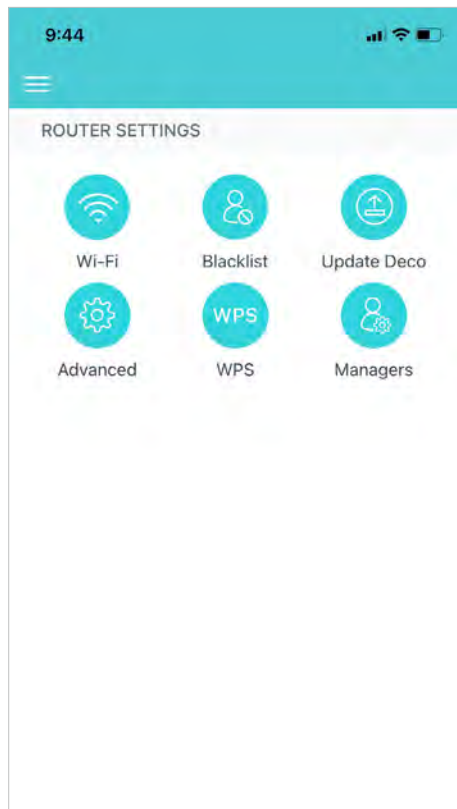 9:44
ROUTER SETTINGS
Wi-Fi Blacklist Update Deco
WPS
Advanced WPS Managers